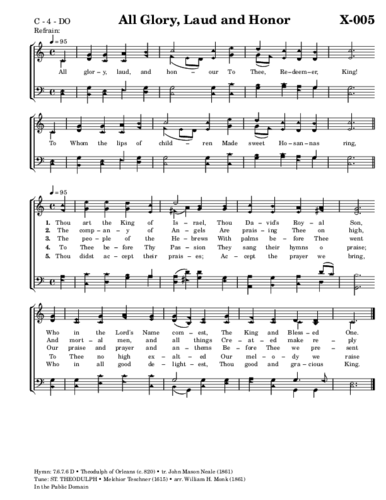 C - 4 - DO
All Glory, Laud and Honor
X-005
Refrain:
♩ = 95
All glor – y, laud, and hon – our To Thee, Re – deem – er, King!
To Whom the lips of child – ren Made sweet Ho – san – nas ring,
♩ = 95
1. Thou art the King of Is – rael, Thou Da – vid's Roy – al Son,
2. The com – pa – ny of An – gels Are prais – ing Thee on high,
3. The peo – ple of the He – brews With palms be – fore Thee went
4. To Thee be – fore Thy Pas – sion They sang their hymns of praise;
5. Thou didst ac – cept their prais – es; Ac – cept the prayer we bring,
Who in the Lord's Name com – est, The King and Bless – ed One.
And mort – al men, and all things Cre – at – ed make re – ply
Our praise and prayer and an – thems Be – fore Thee we pre – sent
To Thee no high ex – alt – ed Our mel – o – dy we raise
Who in all good de – light – est, Thou good and gra – cious King.
Hymn: 7.6.7.6 D • Theodulph of Orleans (c. 820) • tr. John Mason Neale (1861)
Tune: ST. THEODULPH • Melchior Teschner (1615) • arr. William H. Monk (1861)
In the Public Domain